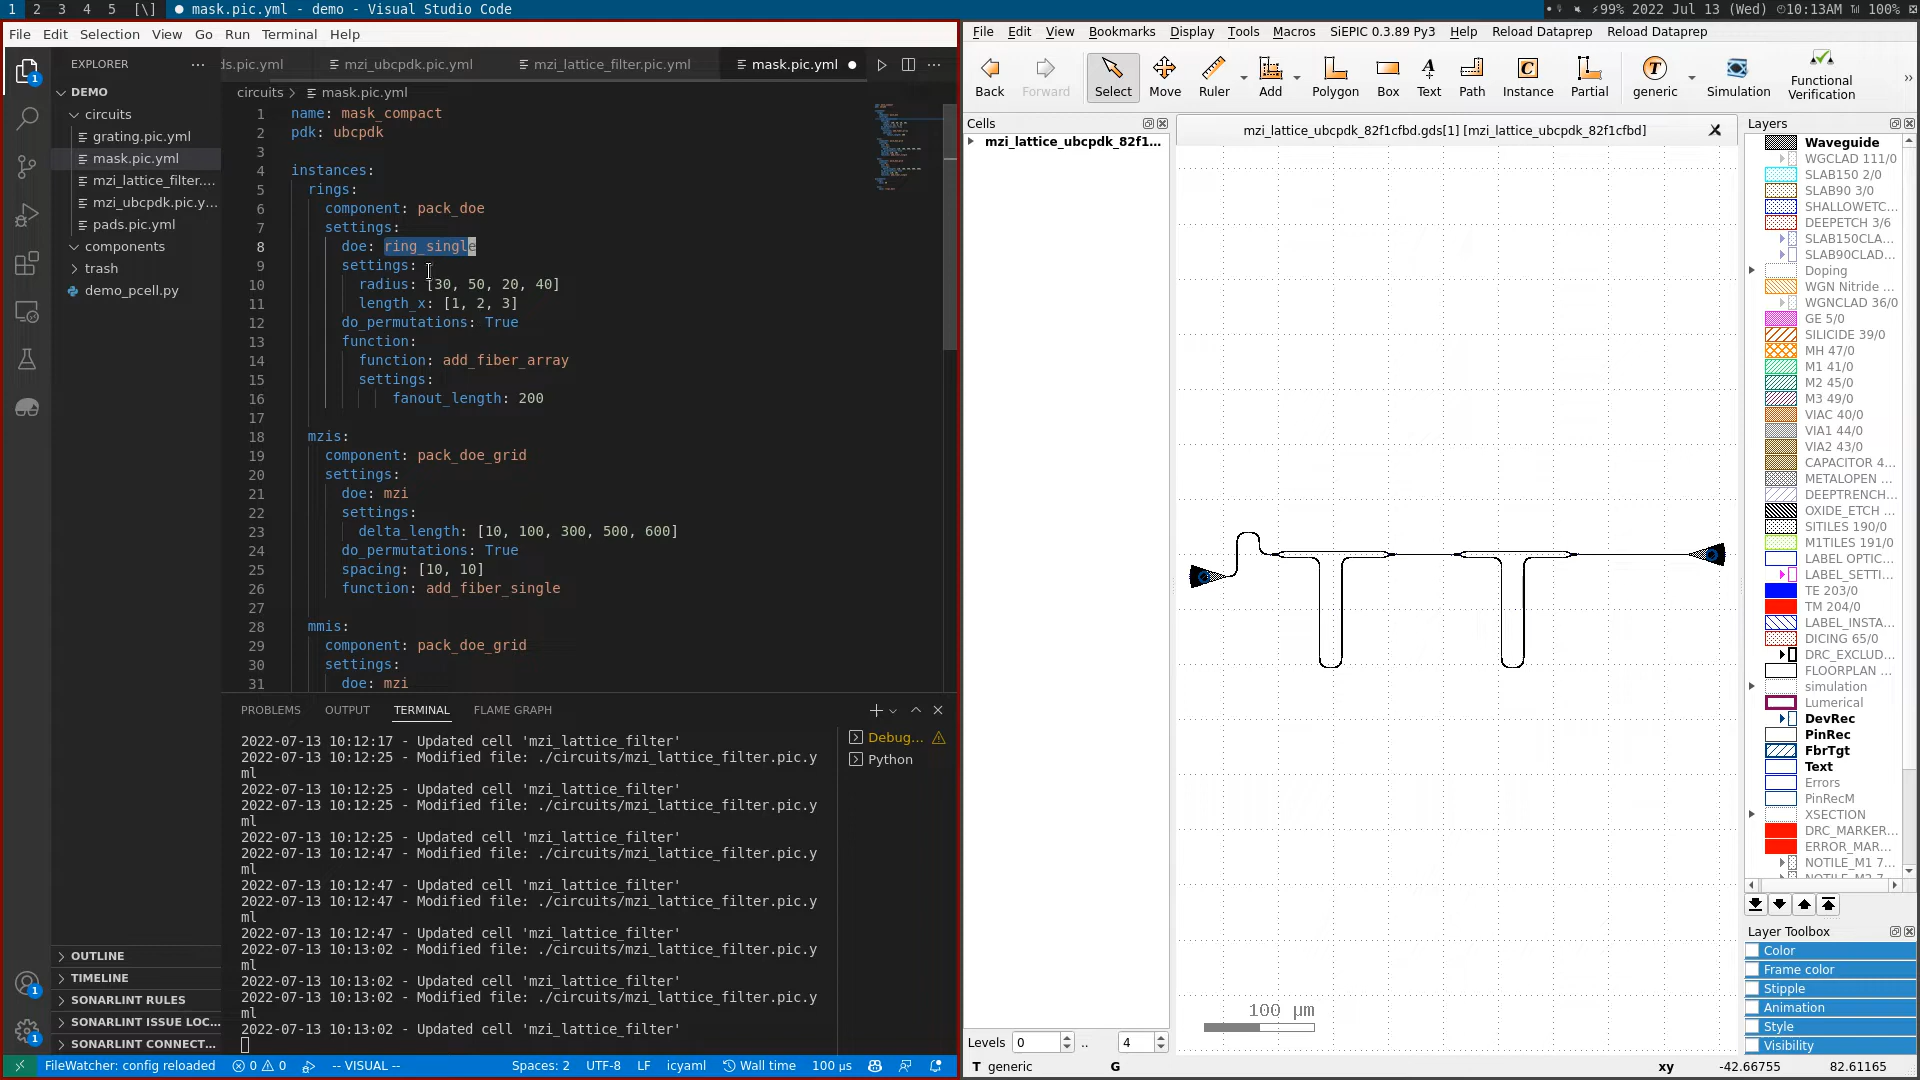 1 2 3 4 5 [\] ● mask.pic.yml - demo - Visual Studio Code
99% 2022 Jul 13 (Wed) 10:13AM 100%
File Edit Selection View Go Run Terminal Help
EXPLORER ...
ds.pic.yml mzi_ubcpdk.pic.yml mzi_lattice_filter.pic.yml mask.pic.yml ●
DEMO
circuits
grating.pic.yml
mask.pic.yml
mzi_lattice_filter....
mzi_ubcpdk.pic.y...
pads.pic.yml
components
trash
demo_pcell.py
OUTLINE
TIMELINE
SONARLINT RULES
SONARLINT ISSUE LOC...
SONARLINT CONNECT...
circuits > mask.pic.yml
1 name: mask_compact
2 pdk: ubcpdk
3
4 instances:
5 rings:
6 component: pack_doe
7 settings:
8 doe: ring_single
9 settings:
10 radius: [30, 50, 20, 40]
11 length_x: [1, 2, 3]
12 do_permutations: True
13 function:
14 function: add_fiber_array
15 settings:
16 fanout_length: 200
17
18 mzis:
19 component: pack_doe_grid
20 settings:
21 doe: mzi
22 settings:
23 delta_length: [10, 100, 300, 500, 600]
24 do_permutations: True
25 spacing: [10, 10]
26 function: add_fiber_single
27
28 mmis:
29 component: pack_doe_grid
30 settings:
31 doe: mzi
PROBLEMS OUTPUT TERMINAL FLAME GRAPH
2022-07-13 10:12:17 - Updated cell 'mzi_lattice_filter'
2022-07-13 10:12:25 - Modified file: ./circuits/mzi_lattice_filter.pic.y
ml
2022-07-13 10:12:25 - Updated cell 'mzi_lattice_filter'
2022-07-13 10:12:25 - Modified file: ./circuits/mzi_lattice_filter.pic.y
ml
2022-07-13 10:12:25 - Updated cell 'mzi_lattice_filter'
2022-07-13 10:12:47 - Modified file: ./circuits/mzi_lattice_filter.pic.y
ml
2022-07-13 10:12:47 - Updated cell 'mzi_lattice_filter'
2022-07-13 10:12:47 - Modified file: ./circuits/mzi_lattice_filter.pic.y
ml
2022-07-13 10:12:47 - Updated cell 'mzi_lattice_filter'
2022-07-13 10:13:02 - Modified file: ./circuits/mzi_lattice_filter.pic.y
ml
2022-07-13 10:13:02 - Updated cell 'mzi_lattice_filter'
2022-07-13 10:13:02 - Modified file: ./circuits/mzi_lattice_filter.pic.y
ml
2022-07-13 10:13:02 - Updated cell 'mzi_lattice_filter'
Debug...
Python
1
1
1
FileWatcher: config reloaded 0 0 -- VISUAL -- Spaces: 2 UTF-8 LF icyaml Wall time 100 µs
File Edit View Bookmarks Display Tools Macros SiEPIC 0.3.89 Py3 Help Reload Dataprep Reload Dataprep
Back Forward Select Move Ruler Add Polygon Box Text Path Instance Partial generic Simulation Functional Verification
Cells
mzi_lattice_ubcpdk_82f1...
mzi_lattice_ubcpdk_82f1cfbd.gds[1] [mzi_lattice_ubcpdk_82f1cfbd]
100 µm
Levels 0 .. 4
T generic G xy -42.66755 82.61165
Layers
Waveguide
WGCLAD 111/0
SLAB150 2/0
SLAB90 3/0
SHALLOWETC...
DEEPETCH 3/6
SLAB150CLA...
SLAB90CLAD...
Doping
WGN Nitride ...
WGNCLAD 36/0
GE 5/0
SILICIDE 39/0
MH 47/0
M1 41/0
M2 45/0
M3 49/0
VIAC 40/0
VIA1 44/0
VIA2 43/0
CAPACITOR 4...
METALOPEN ...
DEEPTRENCH...
OXIDE_ETCH ...
SITILES 190/0
M1TILES 191/0
LABEL OPTIC...
LABEL_SETTI...
TE 203/0
TM 204/0
LABEL_INSTA...
DICING 65/0
DRC_EXCLUD...
FLOORPLAN ...
simulation
Lumerical
DevRec
PinRec
FbrTgt
Text
Errors
PinRecM
XSECTION
DRC_MARKER...
ERROR_MAR...
NOTILE_M1 7...
Layer Toolbox
Color
Frame color
Stipple
Animation
Style
Visibility